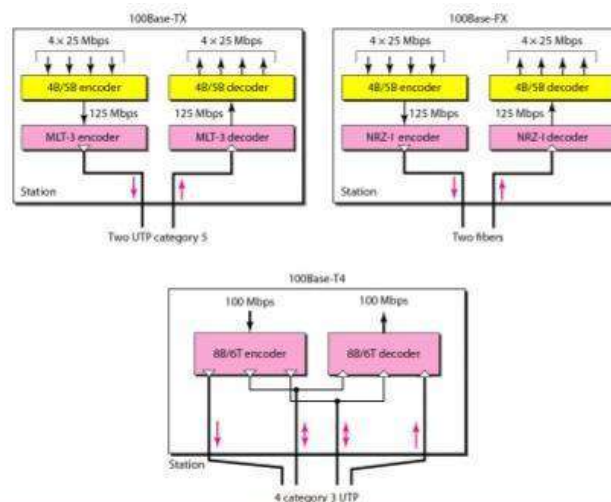 100Base-TX
4 × 25 Mbps
4 × 25 Mbps
4B/5B encoder
4B/5B decoder
125 Mbps
125 Mbps
MLT-3 encoder
MLT-3 decoder
Station
Two UTP category 5
100Base-FX
4 × 25 Mbps
4 × 25 Mbps
4B/5B encoder
4B/5B decoder
125 Mbps
125 Mbps
NRZ-I encoder
NRZ-I decoder
Station
Two fibers
100Base-T4
100 Mbps
100 Mbps
8B/6T encoder
8B/6T decoder
Station
4 category 3 UTP